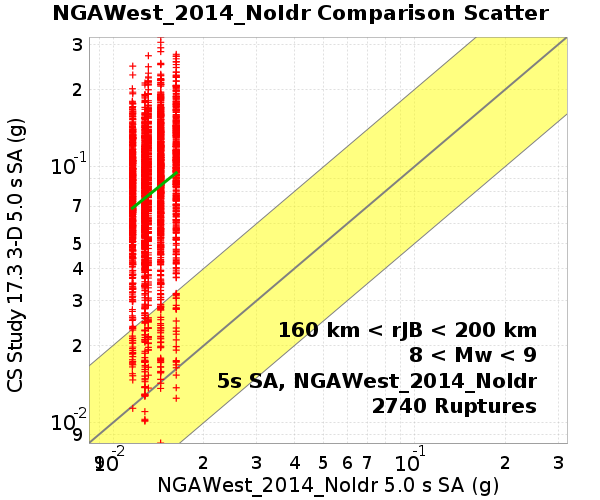 NGAWest_2014_NoIdr Comparison Scatter
CS Study 17.3 3-D 5.0 s SA (g)
3
2
10⁻¹
7
5
4
3
2
10⁻²
9
160 km < rJB < 200 km
8 < Mw < 9
5s SA, NGAWest_2014_NoIdr
2740 Ruptures
9 10⁻² 2 3 4 5 6 7 10⁻¹ 2 3
NGAWest_2014_NoIdr 5.0 s SA (g)